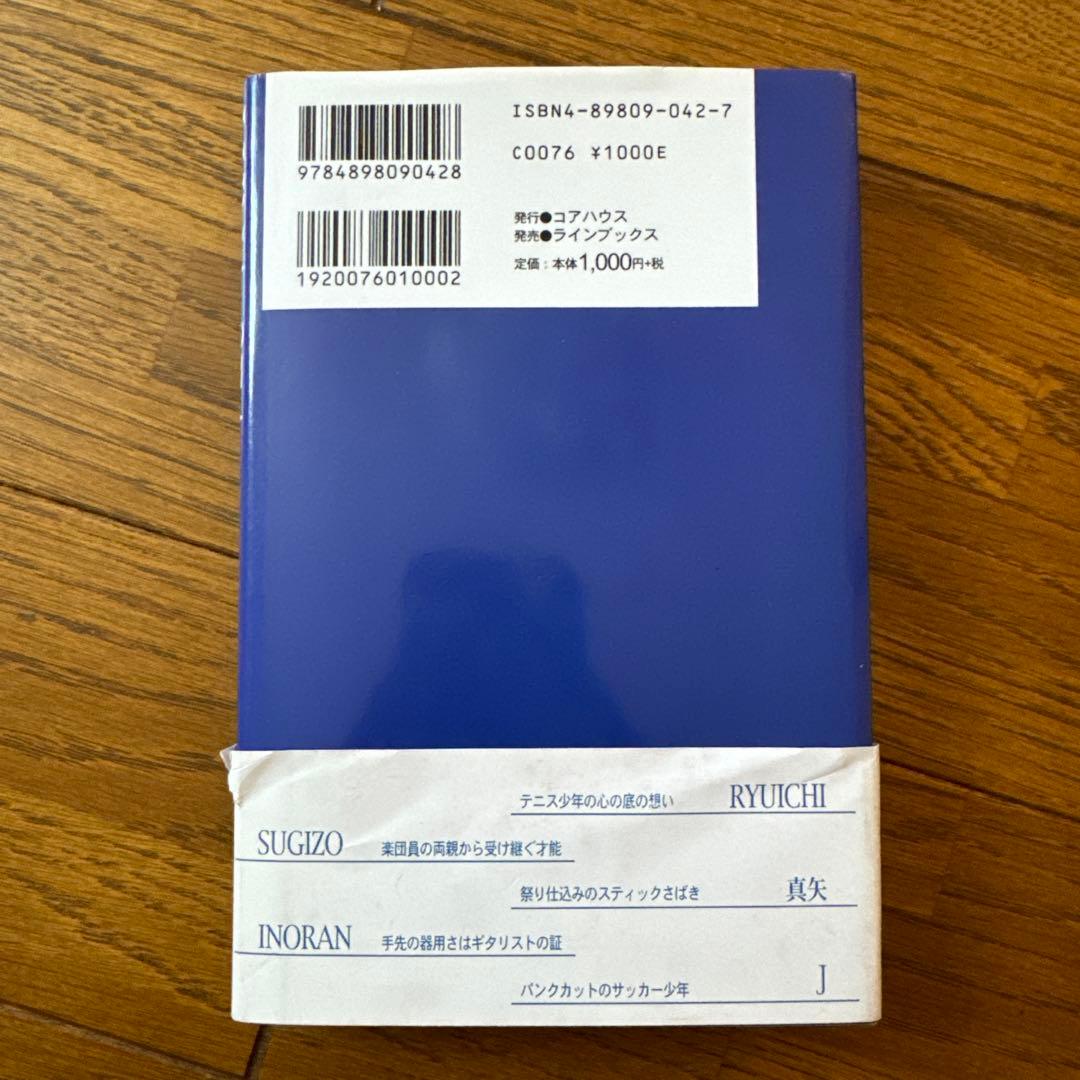 ISBN4-89809-042-7
C0076 ¥1000E
9784898090428
発行●コアハウス
発売●ラインブックス
定価:本体1,000円+税
1920076010002
テニス少年の心の底の想い RYUICHI
SUGIZO 楽団員の両親から受け継ぐ才能
祭り仕込みのスティックさばき 真矢
INORAN 手先の器用さはギタリストの証
パンクカットのサッカー少年 J